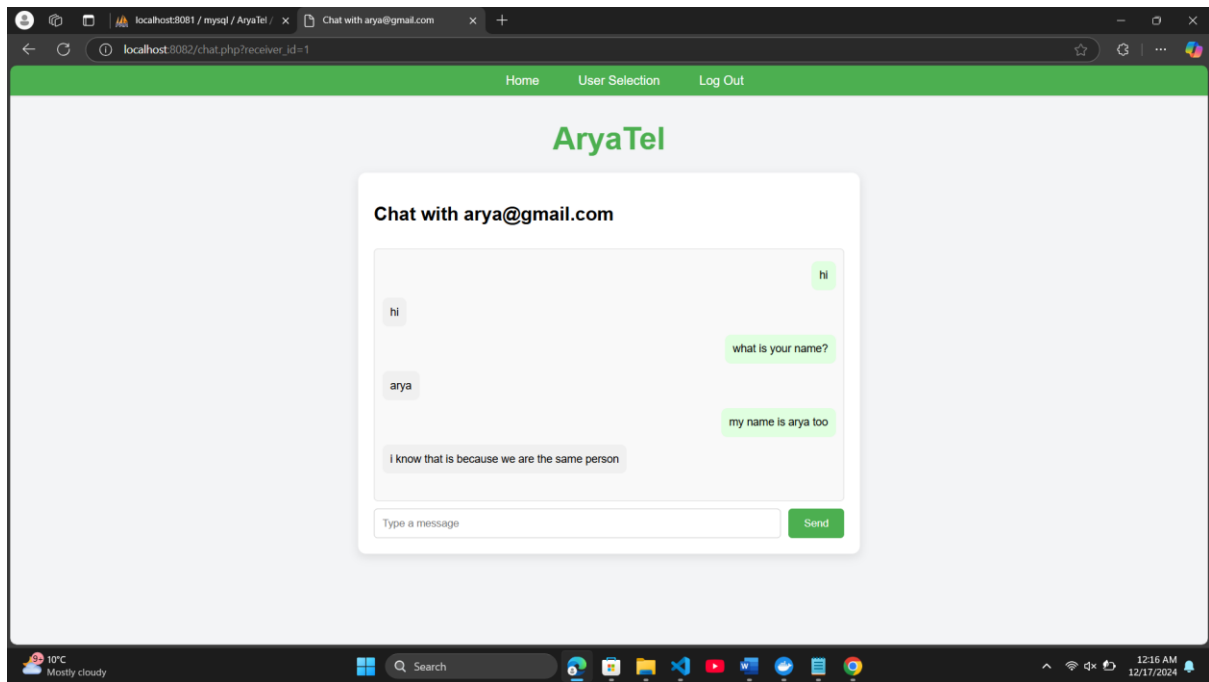 localhost:8081 / mysql / AryaTel /
Chat with arya@gmail.com
localhost:8082/chat.php?receiver_id=1
Home User Selection Log Out
AryaTel
Chat with arya@gmail.com
hi
hi
what is your name?
arya
my name is arya too
i know that is because we are the same person
Type a message
Send
9+
10°C
Mostly cloudy
Search
12:16 AM
12/17/2024